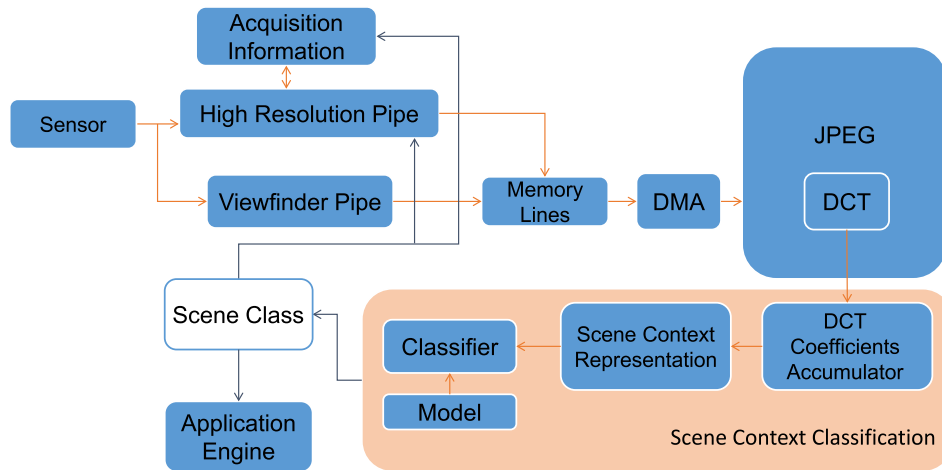 Acquisition
Information
High Resolution Pipe
Sensor
JPEG
DCT
Viewfinder Pipe
Memory
Lines
DMA
Scene Class
Classifier
Model
Scene Context
Representation
DCT
Coefficients
Accumulator
Application
Engine
Scene Context Classification